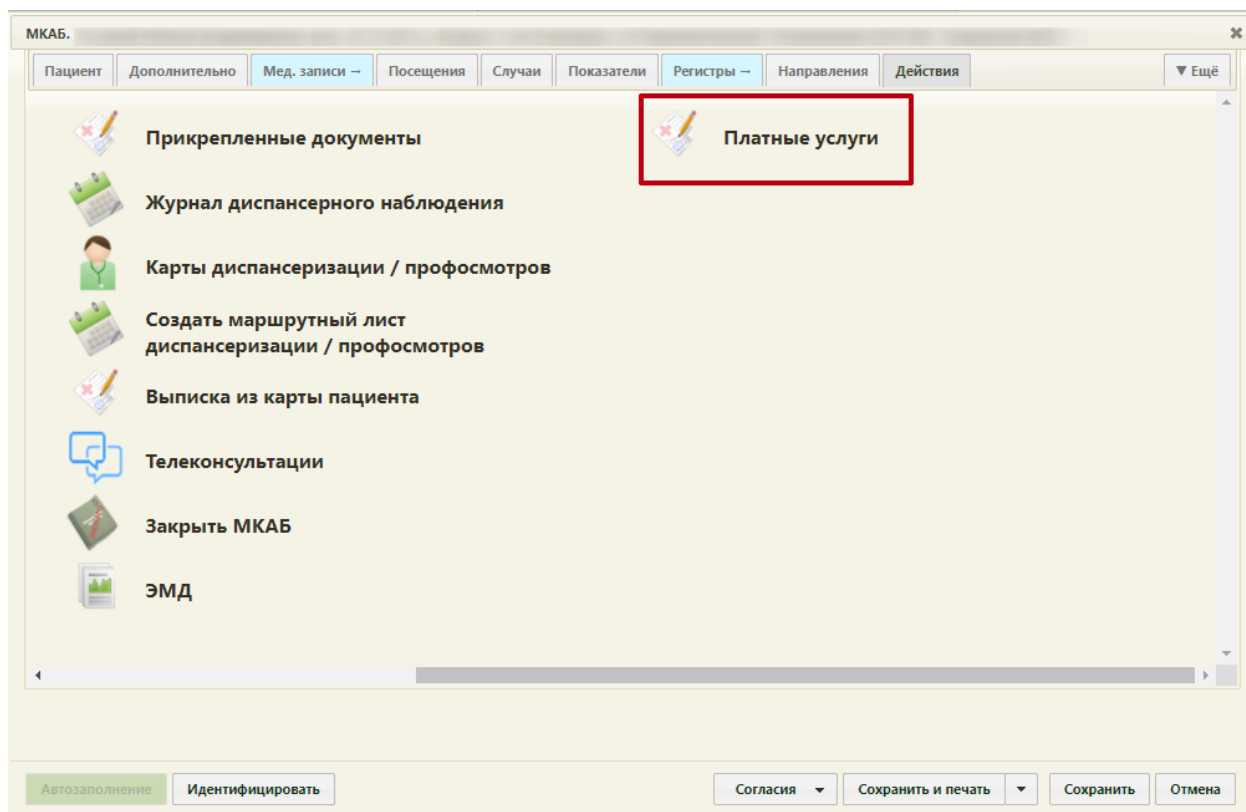 МКАБ.
Пациент Дополнительно Мед. записи → Посещения Случаи Показатели Регистры → Направления Действия ▼ Ещё
Прикрепленные документы Платные услуги
Журнал диспансерного наблюдения
Карты диспансеризации / профосмотров
Создать маршрутный лист
диспансеризации / профосмотров
Выписка из карты пациента
Телеконсультации
Закрыть МКАБ
ЭМД
Автозаполнение Идентифицировать Согласия Сохранить и печать Сохранить Отмена